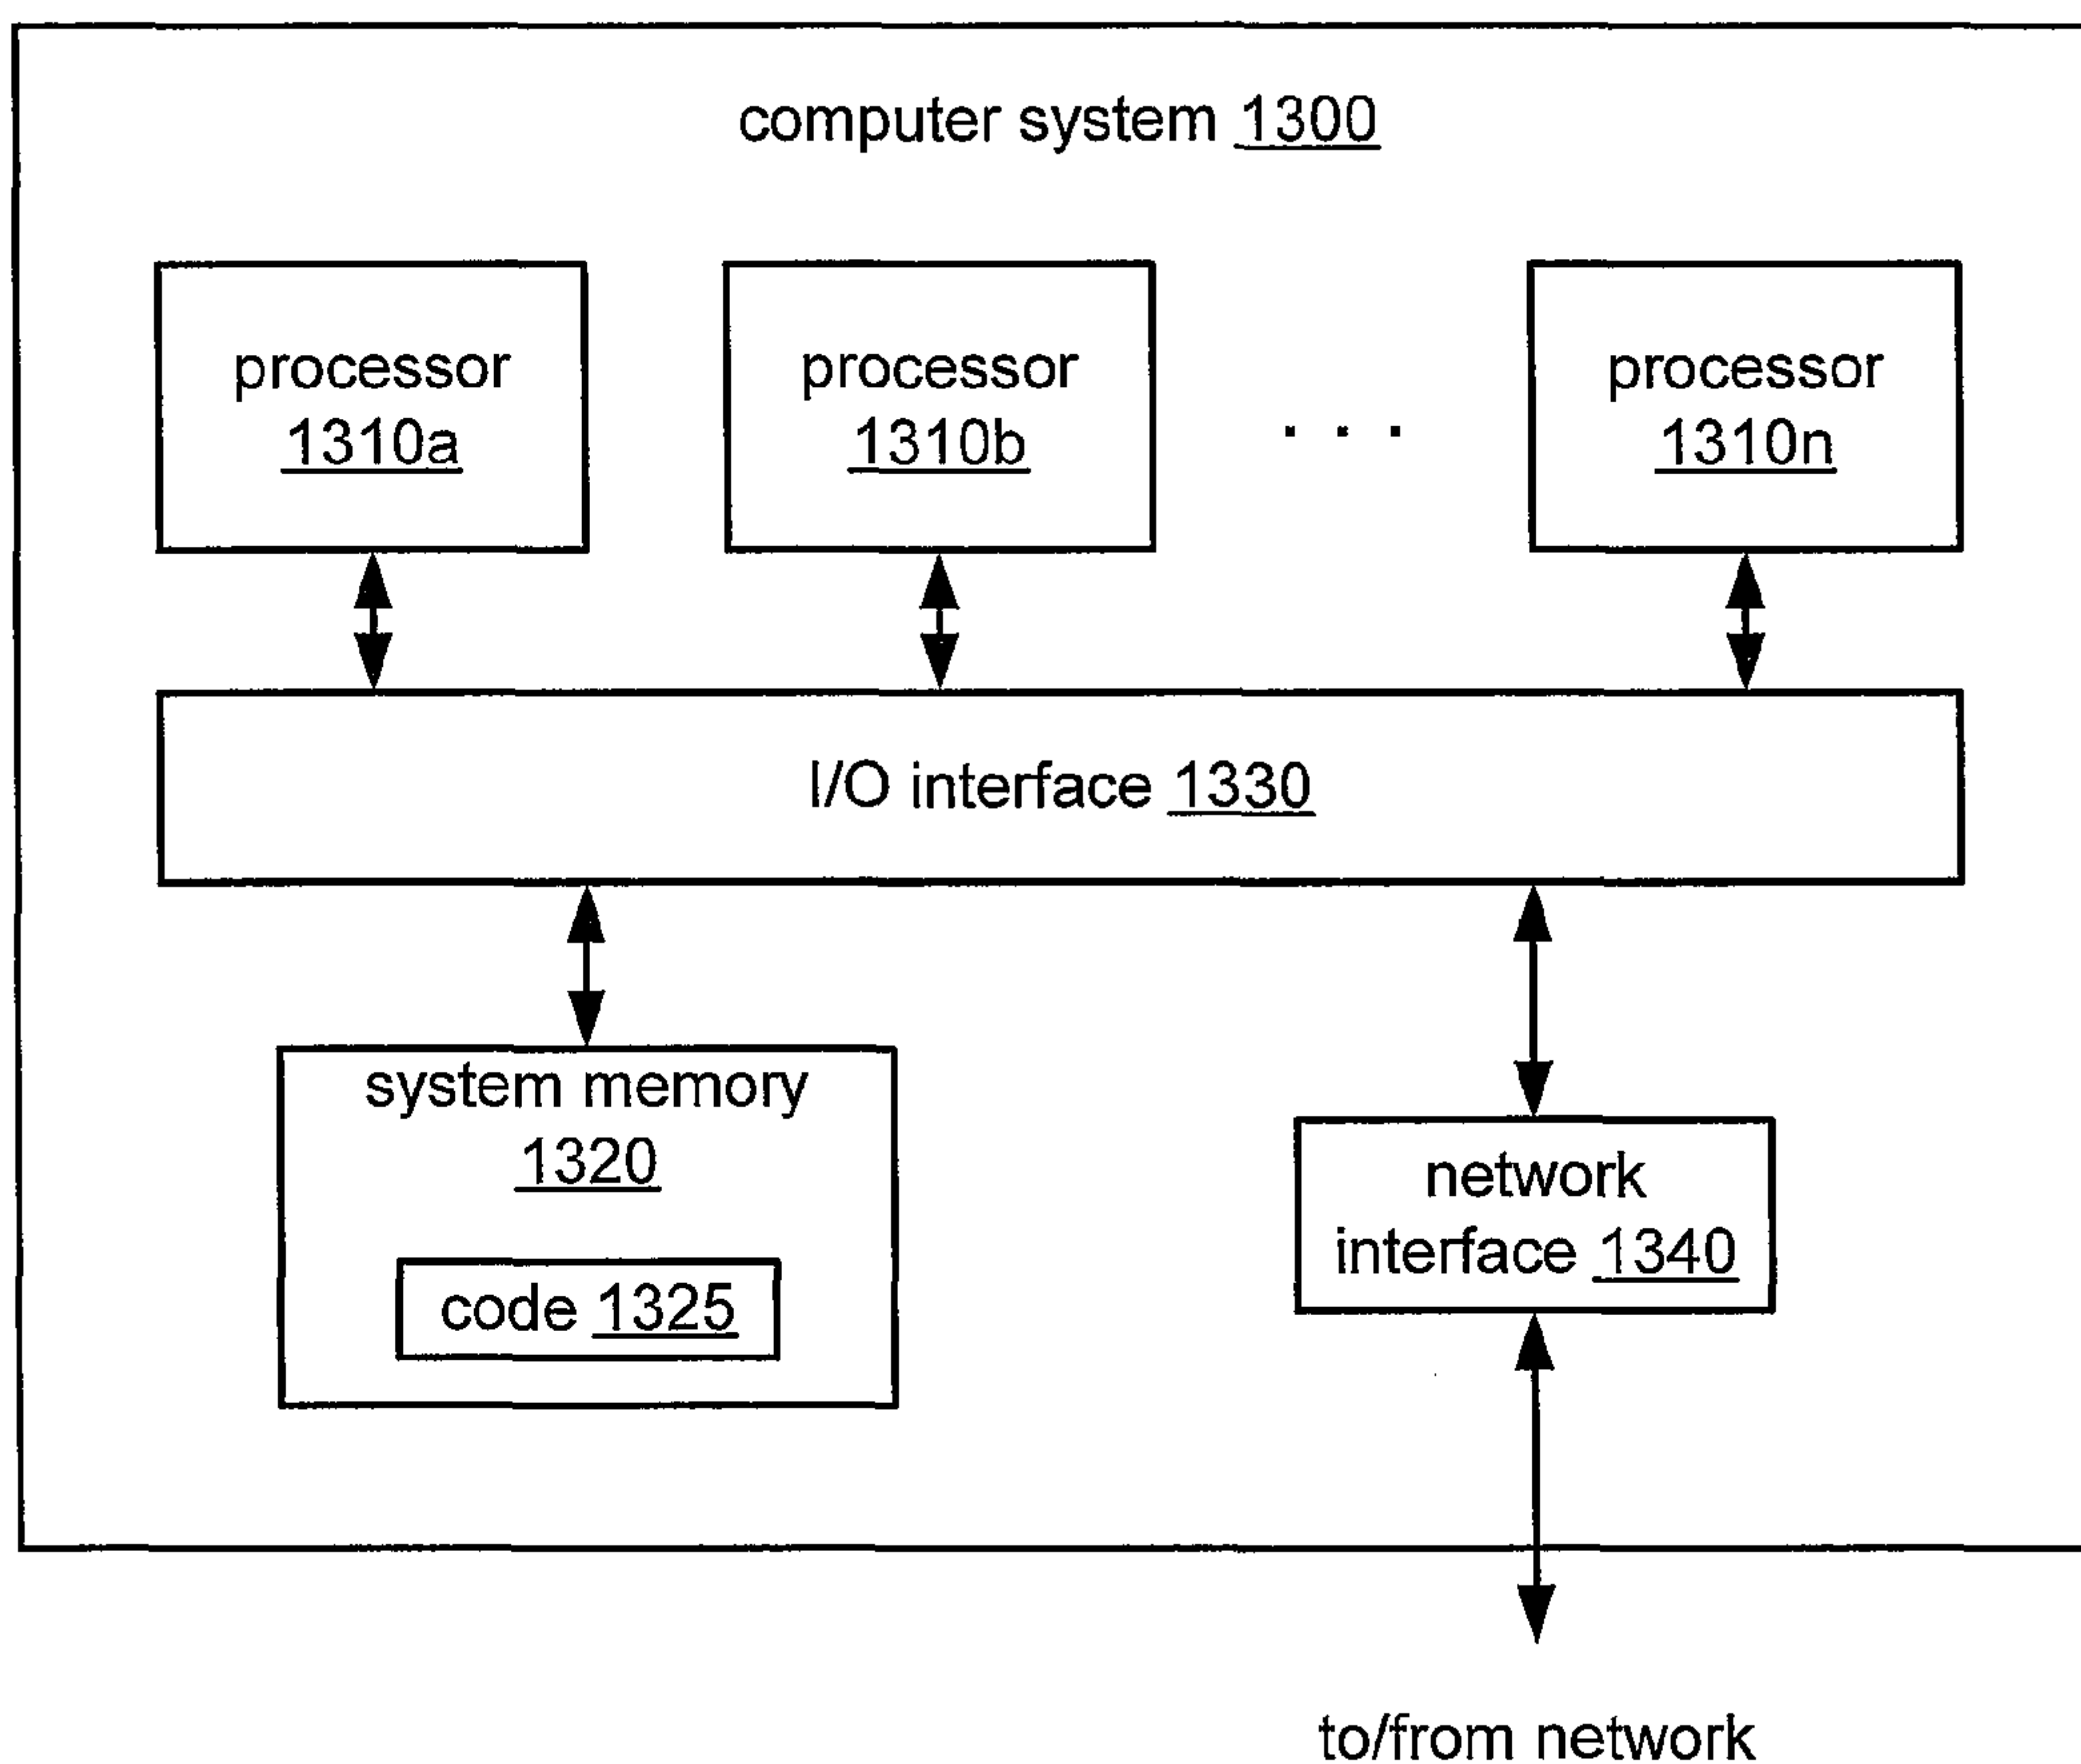 computer system 1300
processor
1310a
processor
1310b
. . .
processor
1310n
I/O interface 1330
system memory
1320
code 1325
network
interface 1340
to/from network